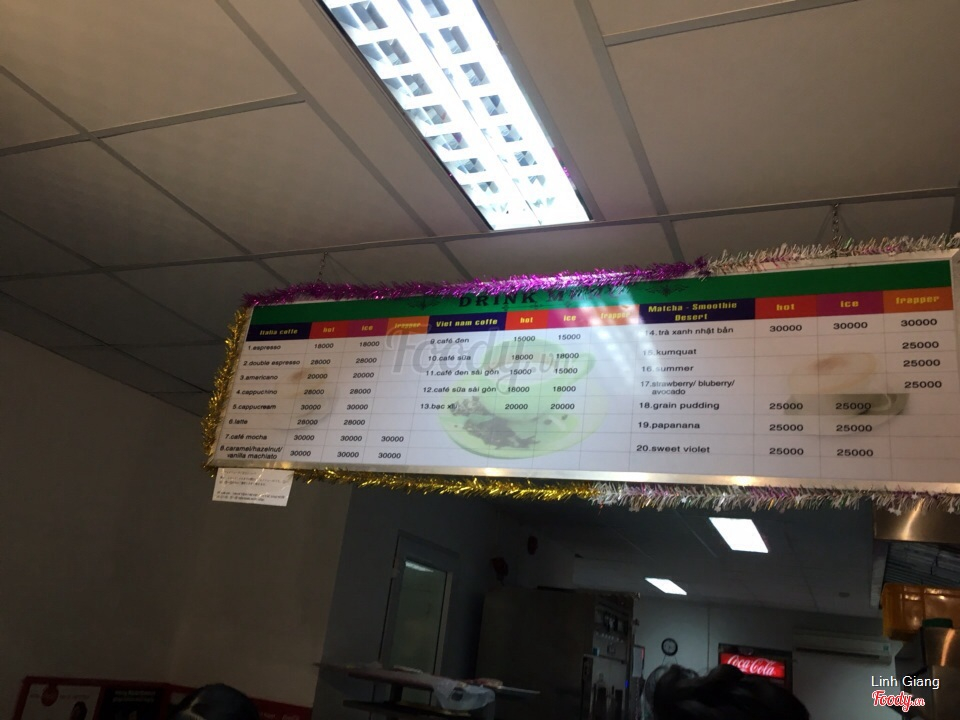 DRINK
Italia caffe hot ice frapper
1.espresso 18000 18000
2.double espresso 28000 28000
3.americano 20000 20000
4.cappuchino 28000 28000
5.cappucream 30000 30000
6.latte 28000 28000
7.café mocha 30000 30000 30000
8.caramel/hazelnut/
vanilla machiato 30000 30000 30000
Viet nam caffe hot ice frapper
9.café đen 15000 15000
10.café sữa 18000 18000
11.café đen sài gòn 15000 15000
12.café sữa sài gòn 18000 18000
13.bạc xỉu 20000 20000
Matcha - Smoothie
Desert hot ice frapper
14.trà xanh nhật bản 30000 30000 30000
15.kumquat 25000
16.summer 25000
17.strawberry/ bluberry/
avocado 25000
18.grain pudding 25000 25000
19.papanana 25000 25000
20.sweet violet 25000 25000
Foody.vn
Coca-Cola
Linh Giang
Foody.vn